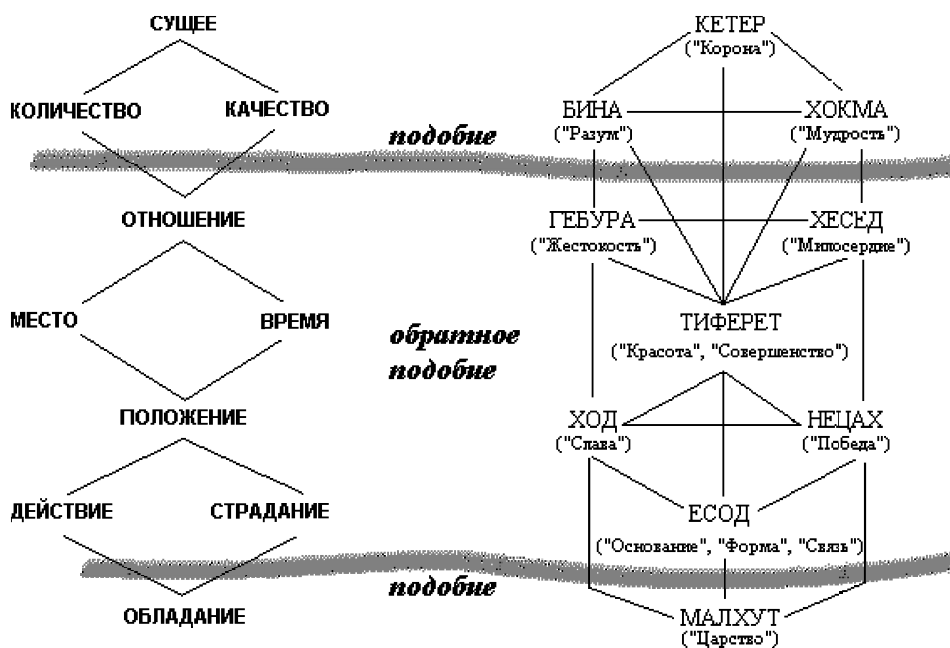 СУЩЕЕ
КОЛИЧЕСТВО
КАЧЕСТВО
ОТНОШЕНИЕ
МЕСТО
ВРЕМЯ
ПОЛОЖЕНИЕ
ДЕЙСТВИЕ
СТРАДАНИЕ
ОБЛАДАНИЕ
подобие
обратное
подобие
подобие
КЕТЕР
("Корона")
БИНА
("Разум")
ХОКМА
("Мудрость")
ГЕБУРА
("Жестокость")
ХЕСЕД
("Милосердие")
ТИФЕРЕТ
("Красота", "Совершенство")
ХОД
("Слава")
НЕЦАХ
("Победа")
ЕСОД
("Основание", "Форма", "Связь")
МАЛХУТ
("Царство")